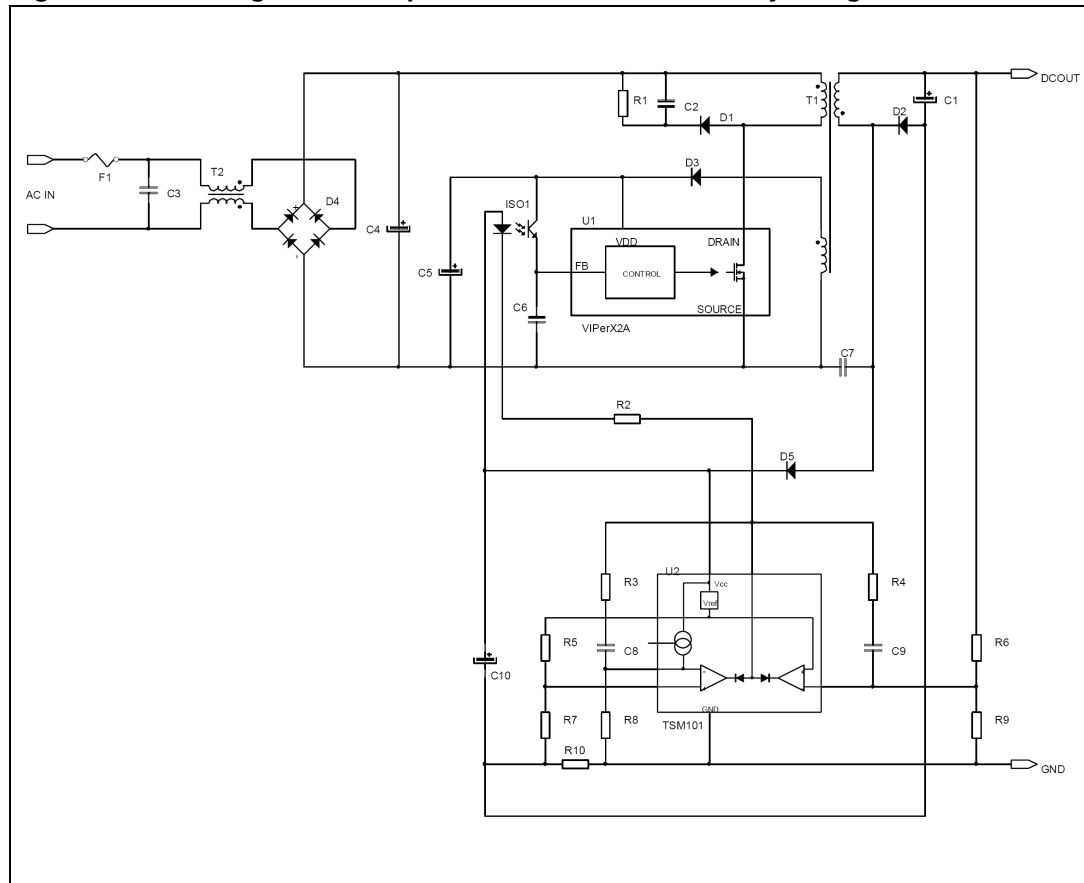 DCOUT
R1
C2
T1
C1
D1
D2
AC IN
F1
C3
T2
D4
D3
ISO1
U1
C4
VDD
DRAIN
C5
FB
CONTROL
C6
SOURCE
VIPerX2A
C7
R2
D5
U2
Vcc
R3
R4
Vref
R5
C8
C9
R6
C10
-
+
+
-
GND
R7
R8
TSM101
R9
R10
GND